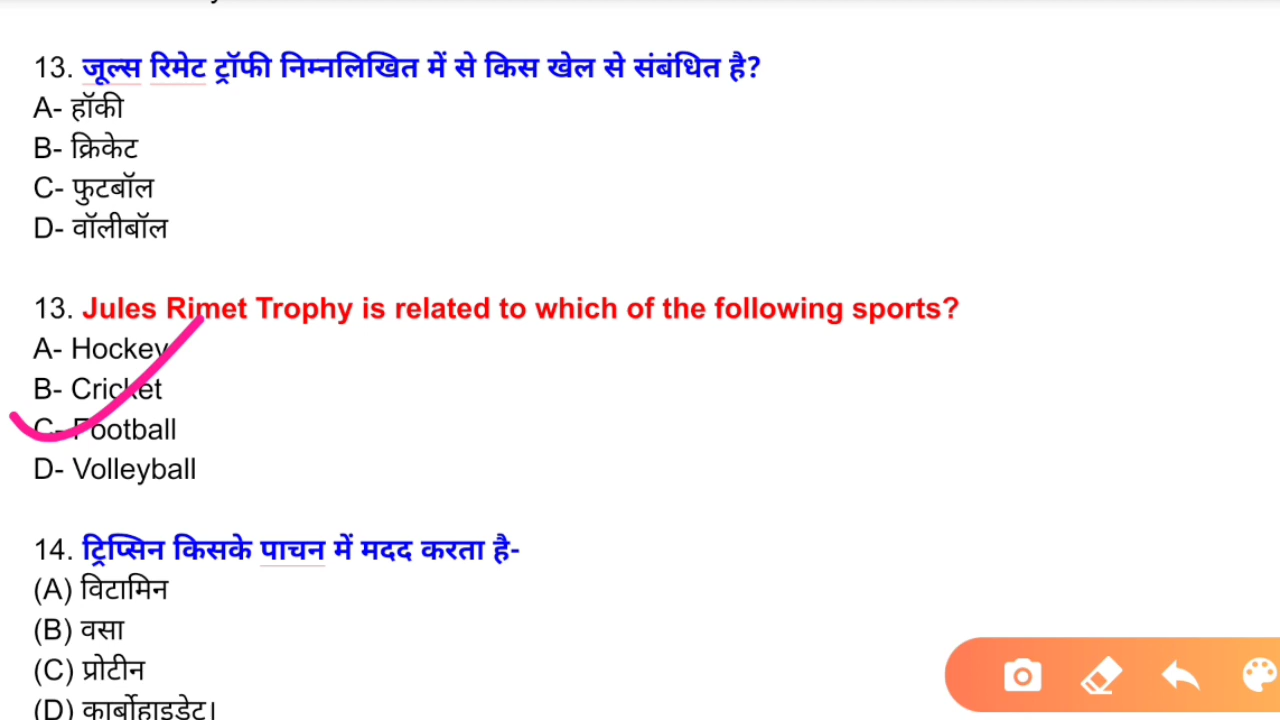 13. जूल्स रिमेट ट्रॉफी निम्नलिखित में से किस खेल से संबंधित है?
A- हॉकी
B- क्रिकेट
C- फुटबॉल
D- वॉलीबॉल
13. Jules Rimet Trophy is related to which of the following sports?
A- Hockey
B- Cricket
C- Football
D- Volleyball
14. ट्रिप्सिन किसके पाचन में मदद करता है-
(A) विटामिन
(B) वसा
(C) प्रोटीन
(D) कार्बोहाइडेट।